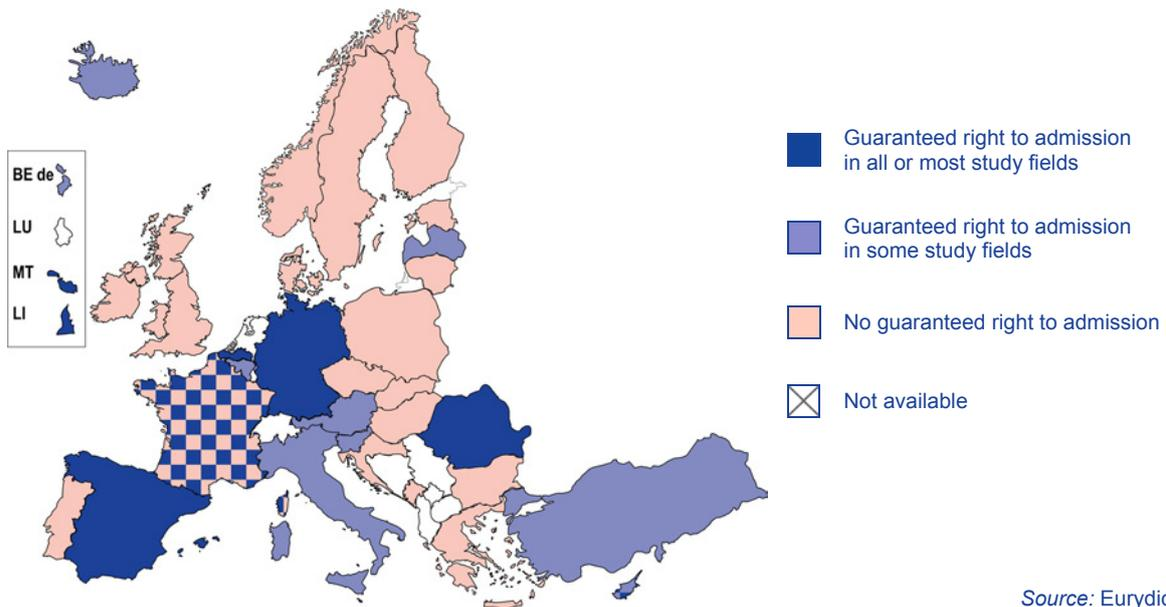 BE de
LU
MT
LI
Guaranteed right to admission
in all or most study fields
Guaranteed right to admission
in some study fields
No guaranteed right to admission
Not available
Source: Eurydic